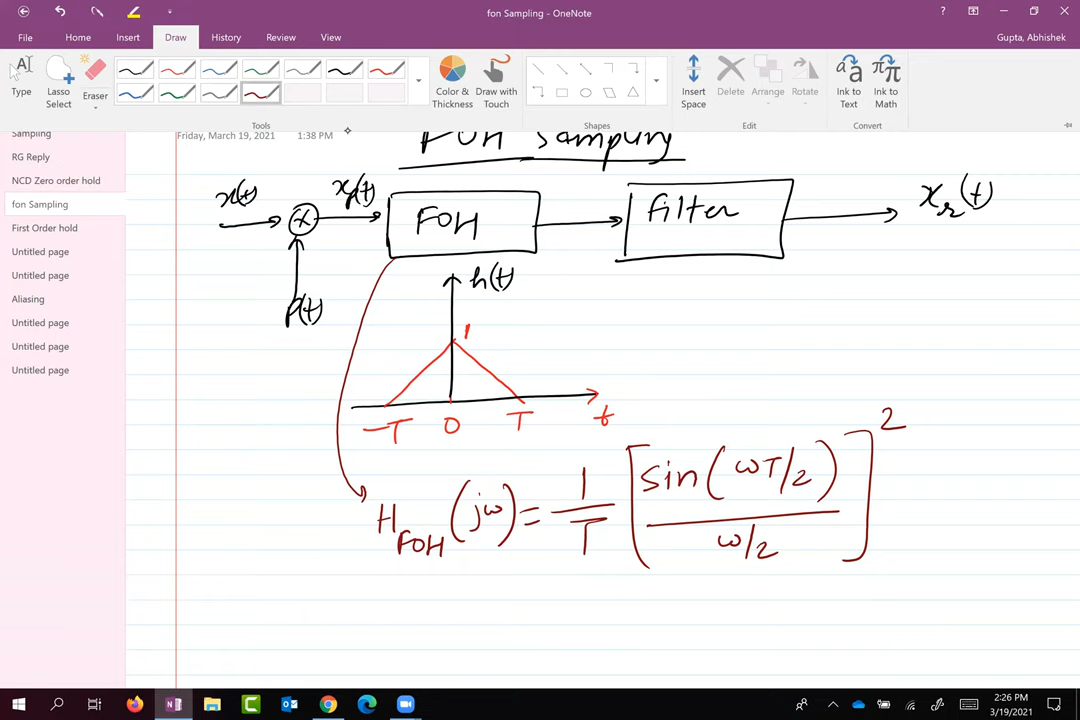 fon Sampling - OneNote
?
Gupta, Abhishek
File Home Insert Draw History Review View
Type
Lasso Select
Eraser
Color & Thickness
Draw with Touch
Insert Space
Delete
Arrange
Rotate
Ink to Text
Ink to Math
Tools
Shapes
Edit
Convert
Sampling
RG Reply
NCD Zero order hold
fon Sampling
First Order hold
Untitled page
Untitled page
Aliasing
Untitled page
Untitled page
Untitled page
Friday, March 19, 2021 1:38 PM
FOH Sampling
x(t)
×
p(t)
xp(t)
FOH
Filter
xr(t)
h(t)
1
-T 0 T t
H FOH (jω) = 1/T [sin(ωT/2) / ω/2]²
2:26 PM
3/19/2021